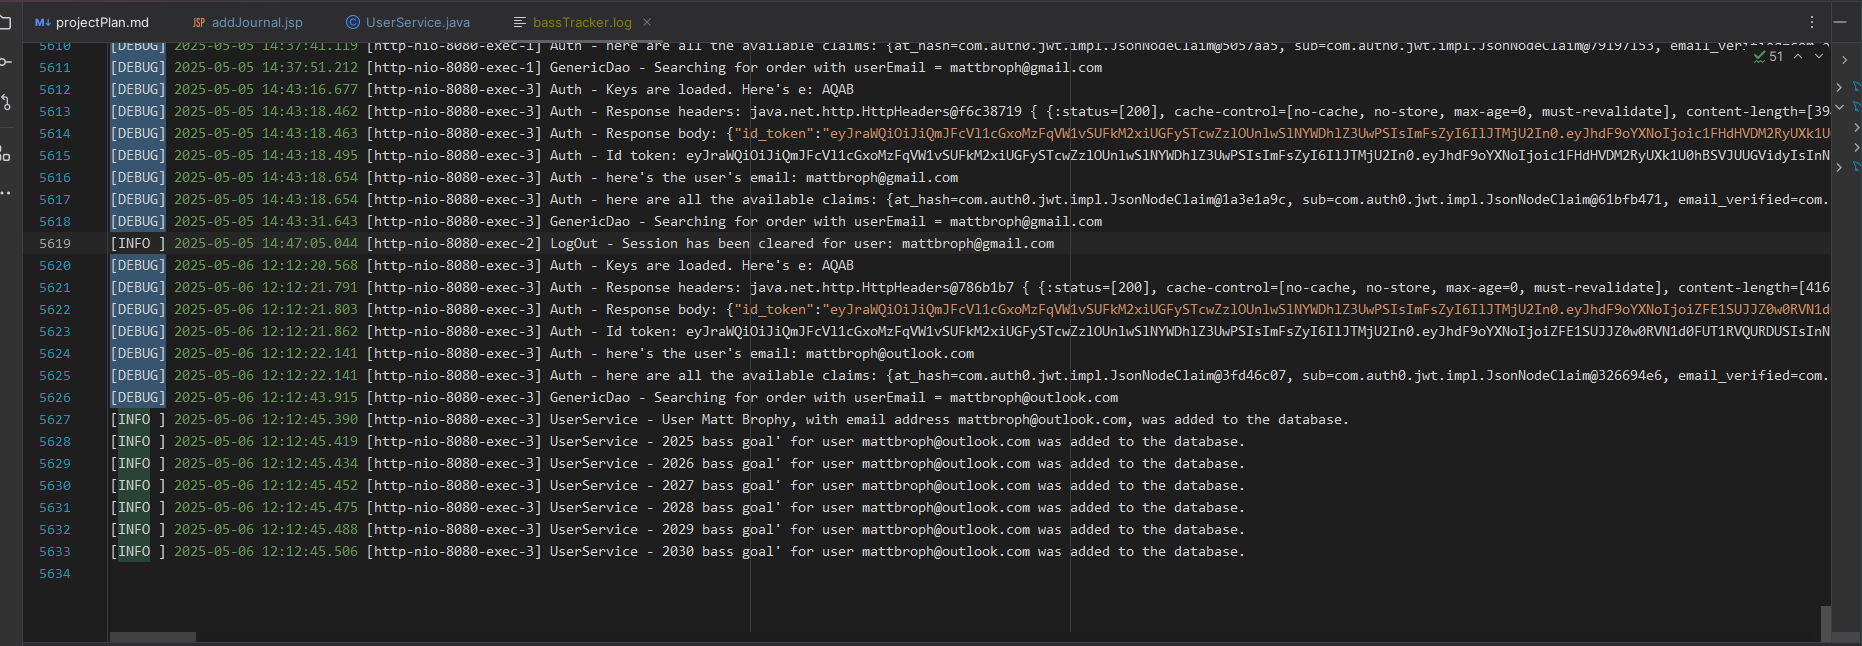 projectPlan.md addJournal.jsp UserService.java bassTracker.log
51
5610 [DEBUG] 2025-05-05 14:37:41.119 [http-nio-8080-exec-1] Auth - here are all the available claims: {at_hash=com.auth0.jwt.impl.JsonNodeClaim@5057aa5, sub=com.auth0.jwt.impl.JsonNodeClaim@79197153,
5611 [DEBUG] 2025-05-05 14:37:51.212 [http-nio-8080-exec-1] GenericDao - Searching for order with userEmail = mattbroph@gmail.com
5612 [DEBUG] 2025-05-05 14:43:16.677 [http-nio-8080-exec-3] Auth - Keys are loaded. Here's e: AQAB
5613 [DEBUG] 2025-05-05 14:43:18.462 [http-nio-8080-exec-3] Auth - Response headers: java.net.http.HttpHeaders@f6c38719 { {:status=[200], cache-control=[no-cache, no-store, max-age=0, must-revalidate], content-length=[39
5614 [DEBUG] 2025-05-05 14:43:18.463 [http-nio-8080-exec-3] Auth - Response body: {"id_token":
5615 [DEBUG] 2025-05-05 14:43:18.495 [http-nio-8080-exec-3] Auth - Id token:
5616 [DEBUG] 2025-05-05 14:43:18.654 [http-nio-8080-exec-3] Auth - here's the user's email: mattbroph@gmail.com
5617 [DEBUG] 2025-05-05 14:43:18.654 [http-nio-8080-exec-3] Auth - here are all the available claims: {at_hash=com.auth0.jwt.impl.JsonNodeClaim@1a3e1a9c, sub=com.auth0.jwt.impl.JsonNodeClaim@61bfb471, email_verified=com.
5618 [DEBUG] 2025-05-05 14:43:31.643 [http-nio-8080-exec-3] GenericDao - Searching for order with userEmail = mattbroph@gmail.com
5619 [INFO ] 2025-05-05 14:47:05.044 [http-nio-8080-exec-2] LogOut - Session has been cleared for user: mattbroph@gmail.com
5620 [DEBUG] 2025-05-06 12:12:20.568 [http-nio-8080-exec-3] Auth - Keys are loaded. Here's e: AQAB
5621 [DEBUG] 2025-05-06 12:12:21.791 [http-nio-8080-exec-3] Auth - Response headers: java.net.http.HttpHeaders@786b1b7 { {:status=[200], cache-control=[no-cache, no-store, max-age=0, must-revalidate], content-length=[416
5622 [DEBUG] 2025-05-06 12:12:21.803 [http-nio-8080-exec-3] Auth - Response body: {"id_token":
5623 [DEBUG] 2025-05-06 12:12:21.862 [http-nio-8080-exec-3] Auth - Id token:
5624 [DEBUG] 2025-05-06 12:12:22.141 [http-nio-8080-exec-3] Auth - here's the user's email: mattbroph@outlook.com
5625 [DEBUG] 2025-05-06 12:12:22.141 [http-nio-8080-exec-3] Auth - here are all the available claims: {at_hash=com.auth0.jwt.impl.JsonNodeClaim@3fd46c07, sub=com.auth0.jwt.impl.JsonNodeClaim@326694e6, email_verified=com.
5626 [DEBUG] 2025-05-06 12:12:43.915 [http-nio-8080-exec-3] GenericDao - Searching for order with userEmail = mattbroph@outlook.com
5627 [INFO ] 2025-05-06 12:12:45.390 [http-nio-8080-exec-3] UserService - User Matt Brophy, with email address mattbroph@outlook.com, was added to the database.
5628 [INFO ] 2025-05-06 12:12:45.419 [http-nio-8080-exec-3] UserService - 2025 bass goal' for user mattbroph@outlook.com was added to the database.
5629 [INFO ] 2025-05-06 12:12:45.434 [http-nio-8080-exec-3] UserService - 2026 bass goal' for user mattbroph@outlook.com was added to the database.
5630 [INFO ] 2025-05-06 12:12:45.452 [http-nio-8080-exec-3] UserService - 2027 bass goal' for user mattbroph@outlook.com was added to the database.
5631 [INFO ] 2025-05-06 12:12:45.475 [http-nio-8080-exec-3] UserService - 2028 bass goal' for user mattbroph@outlook.com was added to the database.
5632 [INFO ] 2025-05-06 12:12:45.488 [http-nio-8080-exec-3] UserService - 2029 bass goal' for user mattbroph@outlook.com was added to the database.
5633 [INFO ] 2025-05-06 12:12:45.506 [http-nio-8080-exec-3] UserService - 2030 bass goal' for user mattbroph@outlook.com was added to the database.
5634